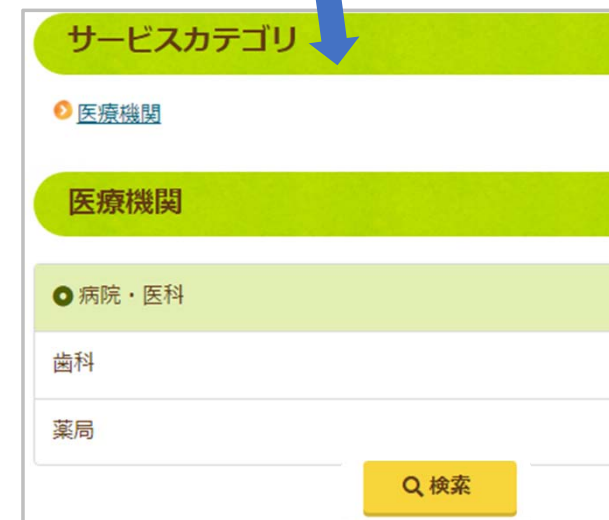 サービスカテゴリ
医療機関
医療機関
病院・医科
歯科
薬局
検索